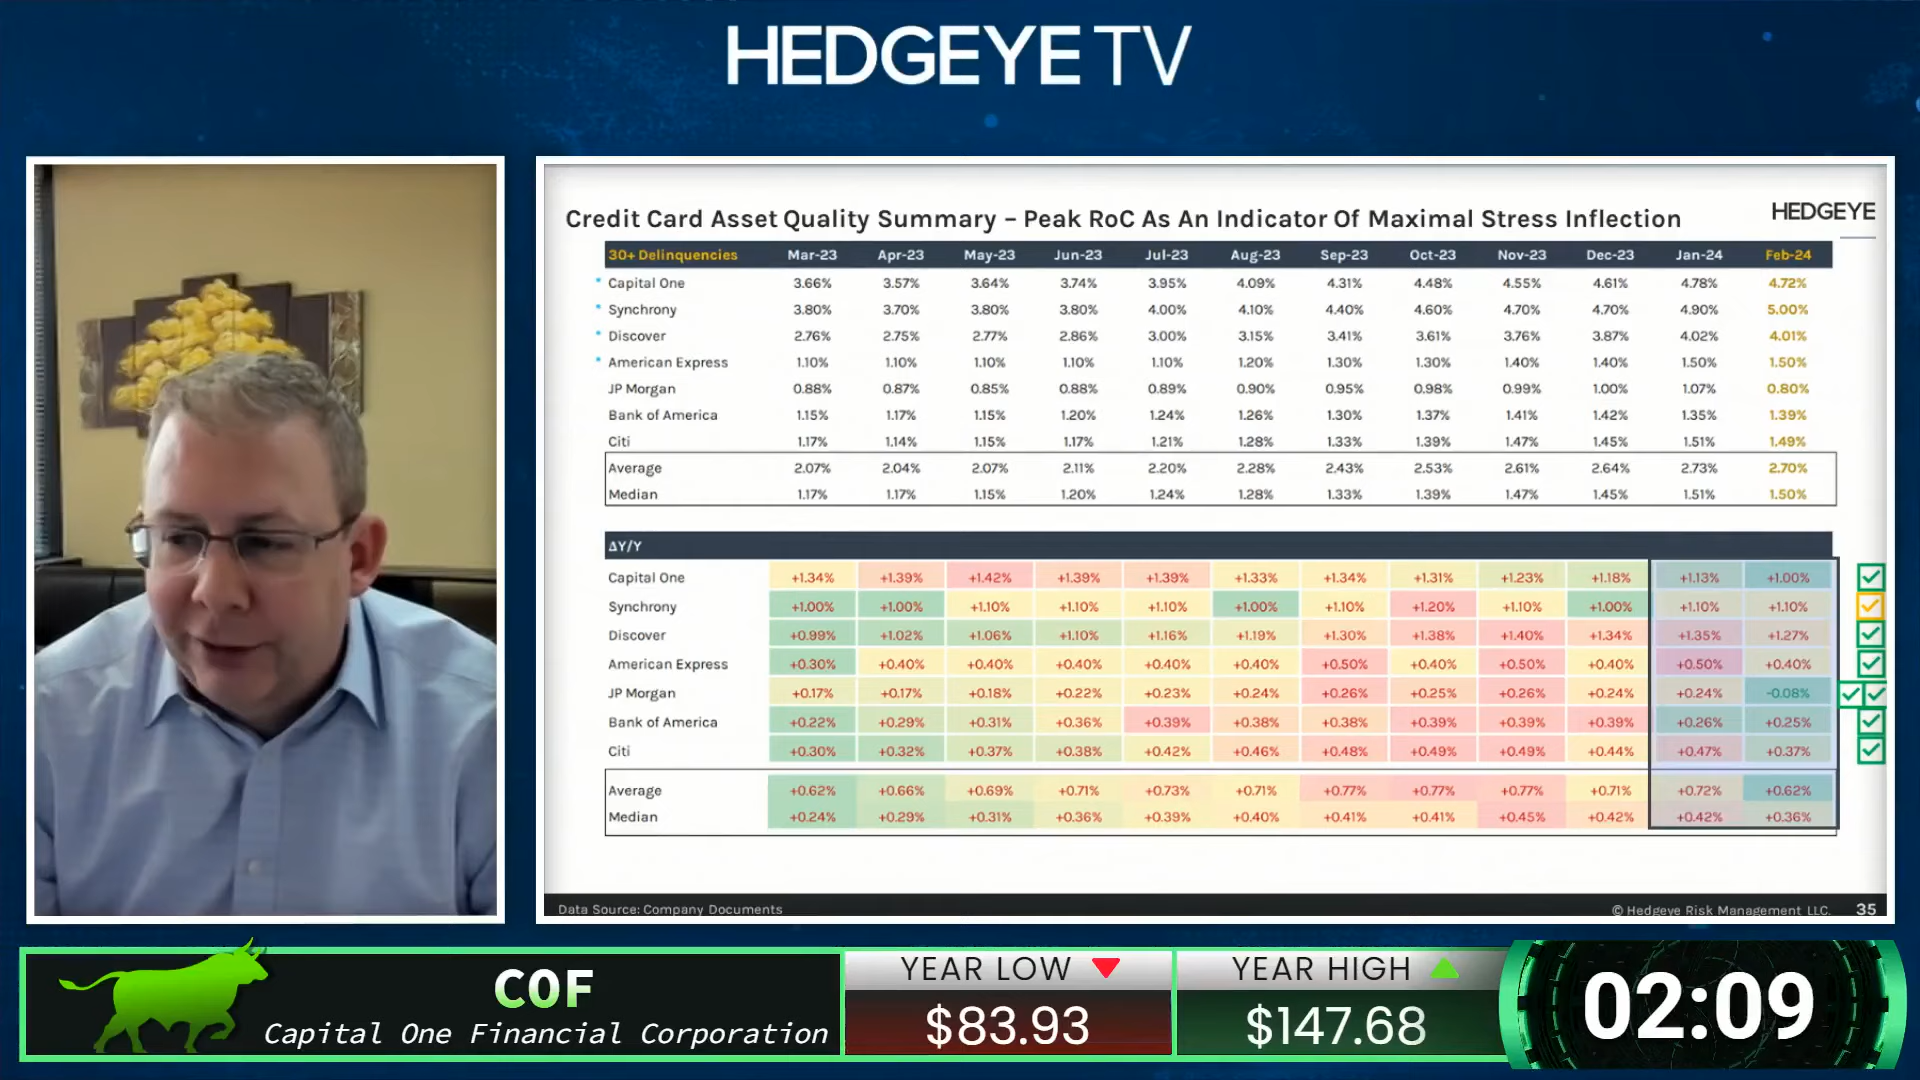 HEDGEYE TV
Credit Card Asset Quality Summary – Peak RoC As An Indicator Of Maximal Stress Inflection
HEDGEYE
30+ Delinquencies Mar-23 Apr-23 May-23 Jun-23 Jul-23 Aug-23 Sep-23 Oct-23 Nov-23 Dec-23 Jan-24 Feb-24
* Capital One 3.66% 3.57% 3.64% 3.74% 3.95% 4.09% 4.31% 4.48% 4.55% 4.61% 4.78% 4.72%
* Synchrony 3.80% 3.70% 3.80% 3.80% 4.00% 4.10% 4.40% 4.60% 4.70% 4.70% 4.90% 5.00%
* Discover 2.76% 2.75% 2.77% 2.86% 3.00% 3.15% 3.41% 3.61% 3.76% 3.87% 4.02% 4.01%
* American Express 1.10% 1.10% 1.10% 1.10% 1.10% 1.20% 1.30% 1.30% 1.40% 1.40% 1.50% 1.50%
JP Morgan 0.88% 0.87% 0.85% 0.88% 0.89% 0.90% 0.95% 0.98% 0.99% 1.00% 1.07% 0.80%
Bank of America 1.15% 1.17% 1.15% 1.20% 1.24% 1.26% 1.30% 1.37% 1.41% 1.42% 1.35% 1.39%
Citi 1.17% 1.14% 1.15% 1.17% 1.21% 1.28% 1.33% 1.39% 1.47% 1.45% 1.51% 1.49%
Average 2.07% 2.04% 2.07% 2.11% 2.20% 2.28% 2.43% 2.53% 2.61% 2.64% 2.73% 2.70%
Median 1.17% 1.17% 1.15% 1.20% 1.24% 1.28% 1.33% 1.39% 1.47% 1.45% 1.51% 1.50%
ΔY/Y
Capital One +1.34% +1.39% +1.42% +1.39% +1.39% +1.33% +1.34% +1.31% +1.23% +1.18% +1.13% +1.00%
Synchrony +1.00% +1.00% +1.10% +1.10% +1.10% +1.00% +1.10% +1.20% +1.10% +1.00% +1.10% +1.10%
Discover +0.99% +1.02% +1.06% +1.10% +1.16% +1.19% +1.30% +1.38% +1.40% +1.34% +1.35% +1.27%
American Express +0.30% +0.40% +0.40% +0.40% +0.40% +0.40% +0.50% +0.40% +0.50% +0.40% +0.50% +0.40%
JP Morgan +0.17% +0.17% +0.18% +0.22% +0.23% +0.24% +0.26% +0.25% +0.26% +0.24% +0.24% -0.08%
Bank of America +0.22% +0.29% +0.31% +0.36% +0.39% +0.38% +0.38% +0.39% +0.39% +0.39% +0.26% +0.25%
Citi +0.30% +0.32% +0.37% +0.38% +0.42% +0.46% +0.48% +0.49% +0.49% +0.44% +0.47% +0.37%
Average +0.62% +0.66% +0.69% +0.71% +0.73% +0.71% +0.77% +0.77% +0.77% +0.71% +0.72% +0.62%
Median +0.24% +0.29% +0.31% +0.36% +0.39% +0.40% +0.41% +0.41% +0.45% +0.42% +0.42% +0.36%
Data Source: Company Documents
© Hedgeye Risk Management LLC. 35
COF
Capital One Financial Corporation
YEAR LOW
$83.93
YEAR HIGH
$147.68
02:09